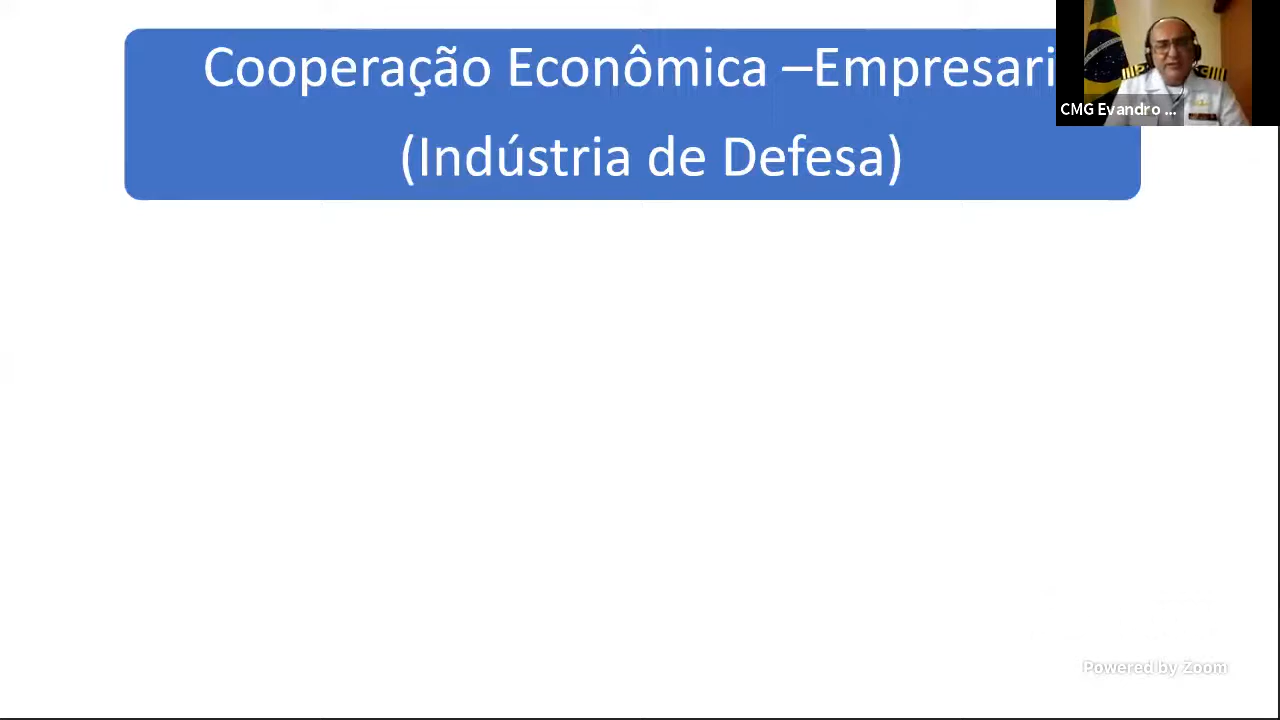 Cooperação Econômica –Empresari
(Indústria de Defesa)
CMG Evandro ...
Powered by Zoom